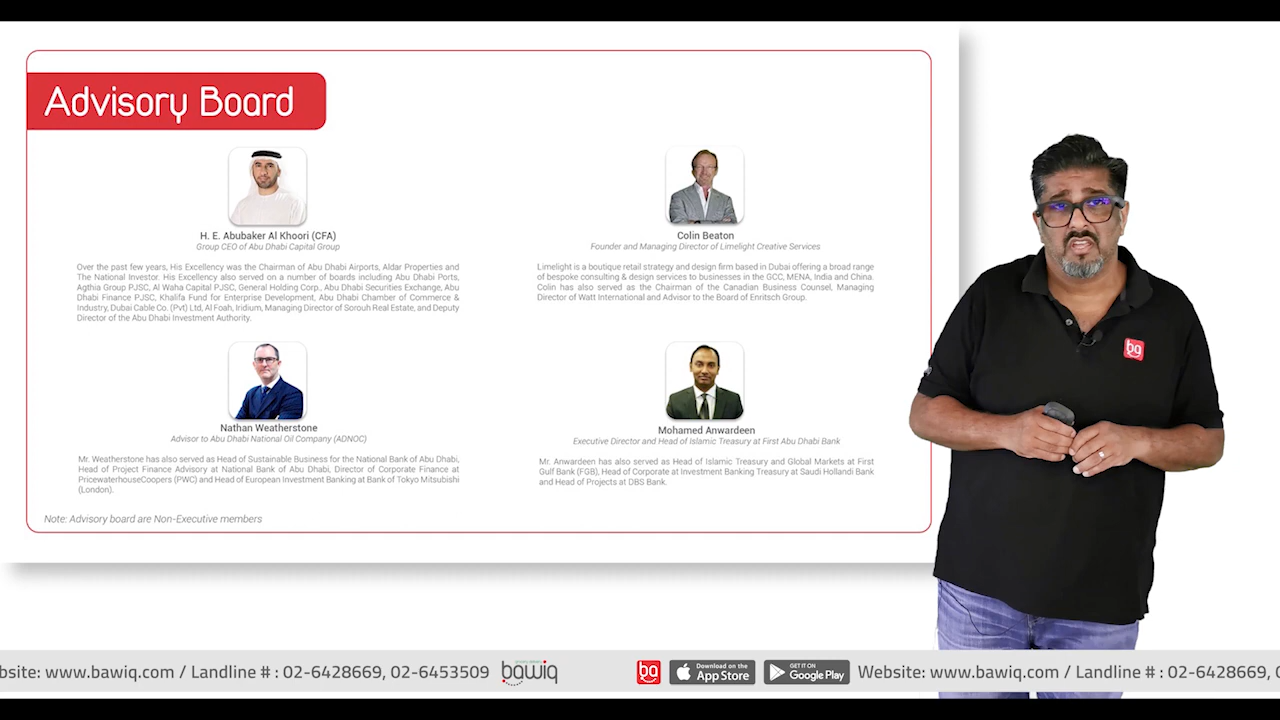 Advisory Board
H. E. Abubaker Al Khoori (CFA)
Group CEO of Abu Dhabi Capital Group
Over the past few years, His Excellency was the Chairman of Abu Dhabi Airports, Aldar Properties and
The National Investor. His Excellency also served on a number of boards including Abu Dhabi Ports,
Agthia Group PJSC, Al Waha Capital PJSC, General Holding Corp., Abu Dhabi Securities Exchange, Abu
Dhabi Finance PJSC, Khalifa Fund for Enterprise Development, Abu Dhabi Chamber of Commerce &
Industry, Dubai Cable Co. (Pvt) Ltd, Al Foah, Iridium, Managing Director of Sorouh Real Estate, and Deputy
Director of the Abu Dhabi Investment Authority.
Colin Beaton
Founder and Managing Director of Limelight Creative Services
Limelight is a boutique retail strategy and design firm based in Dubai offering a broad range
of bespoke consulting & design services to businesses in the GCC, MENA, India and China.
Colin has also served as the Chairman of the Canadian Business Counsel, Managing
Director of Watt International and Advisor to the Board of Enritsch Group.
Nathan Weatherstone
Advisor to Abu Dhabi National Oil Company (ADNOC)
Mr. Weatherstone has also served as Head of Sustainable Business for the National Bank of Abu Dhabi,
Head of Project Finance Advisory at National Bank of Abu Dhabi, Director of Corporate Finance at
PricewaterhouseCoopers (PWC) and Head of European Investment Banking at Bank of Tokyo Mitsubishi
(London).
Mohamed Anwardeen
Executive Director and Head of Islamic Treasury at First Abu Dhabi Bank
Mr. Anwardeen has also served as Head of Islamic Treasury and Global Markets at First
Gulf Bank (FGB), Head of Corporate at Investment Banking Treasury at Saudi Hollandi Bank
and Head of Projects at DBS Bank.
Note: Advisory board are Non-Executive members
bq
bsite: www.bawiq.com / Landline # : 02-6428669, 02-6453509 bawiq bq Download on the App Store GET IT ON Google Play Website: www.bawiq.com / Landline # : 02-6428669, 0